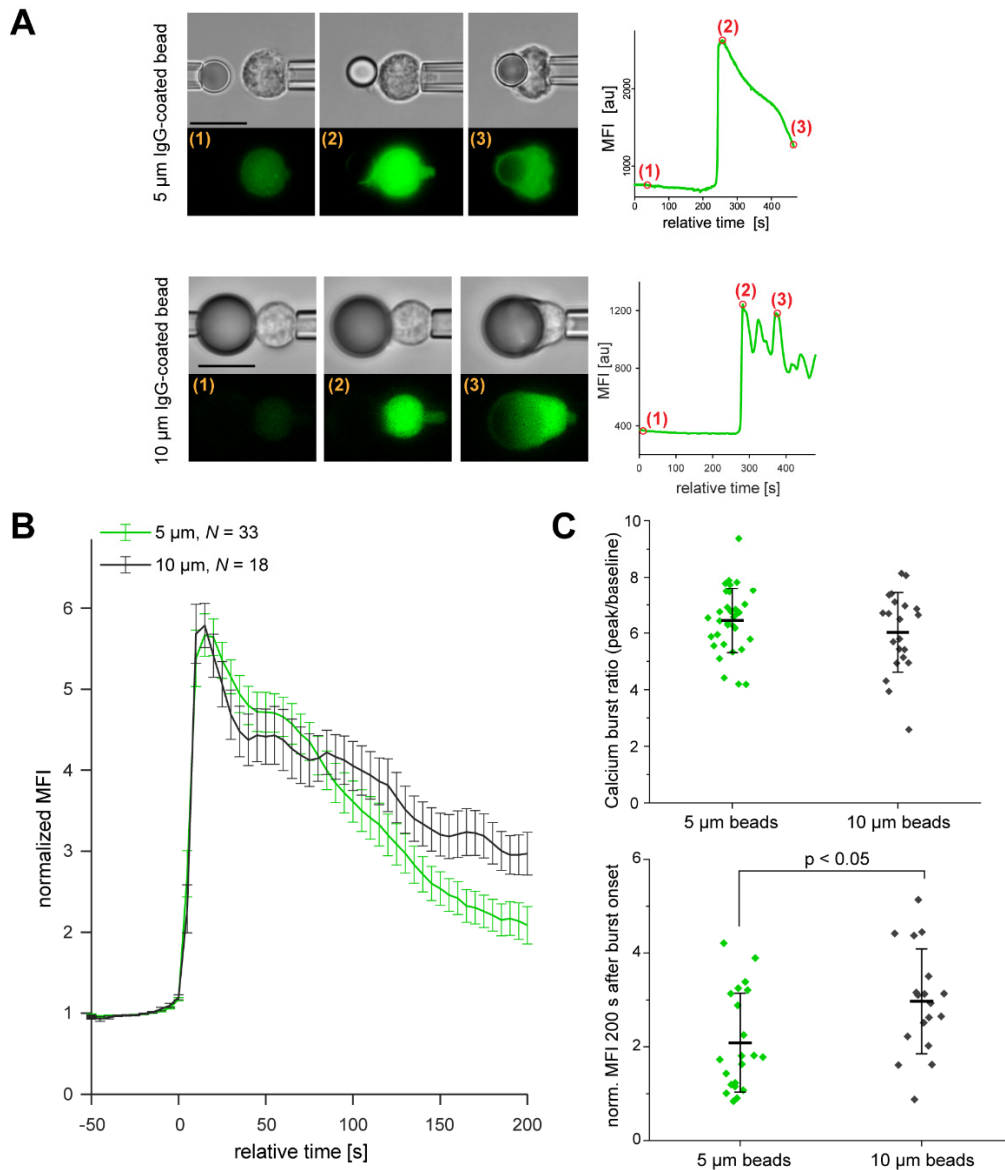 A
5 µm IgG-coated bead
(1)
(2)
(3)
MFI [au]
2000
1000
0 100 200 300 400
relative time [s]
(1)
(2)
(3)
10 µm IgG-coated bead
(1)
(2)
(3)
MFI [au]
1200
800
400
0 100 200 300 400
relative time [s]
(1)
(2)
(3)
B
5 µm, N = 33
10 µm, N = 18
normalized MFI
6
5
4
3
2
1
0
-50 0 50 100 150 200
relative time [s]
C
Calcium burst ratio (peak/baseline)
10
8
6
4
2
0
5 µm beads 10 µm beads
norm. MFI 200 s after burst onset
6
4
2
0
p < 0.05
5 µm beads 10 µm beads